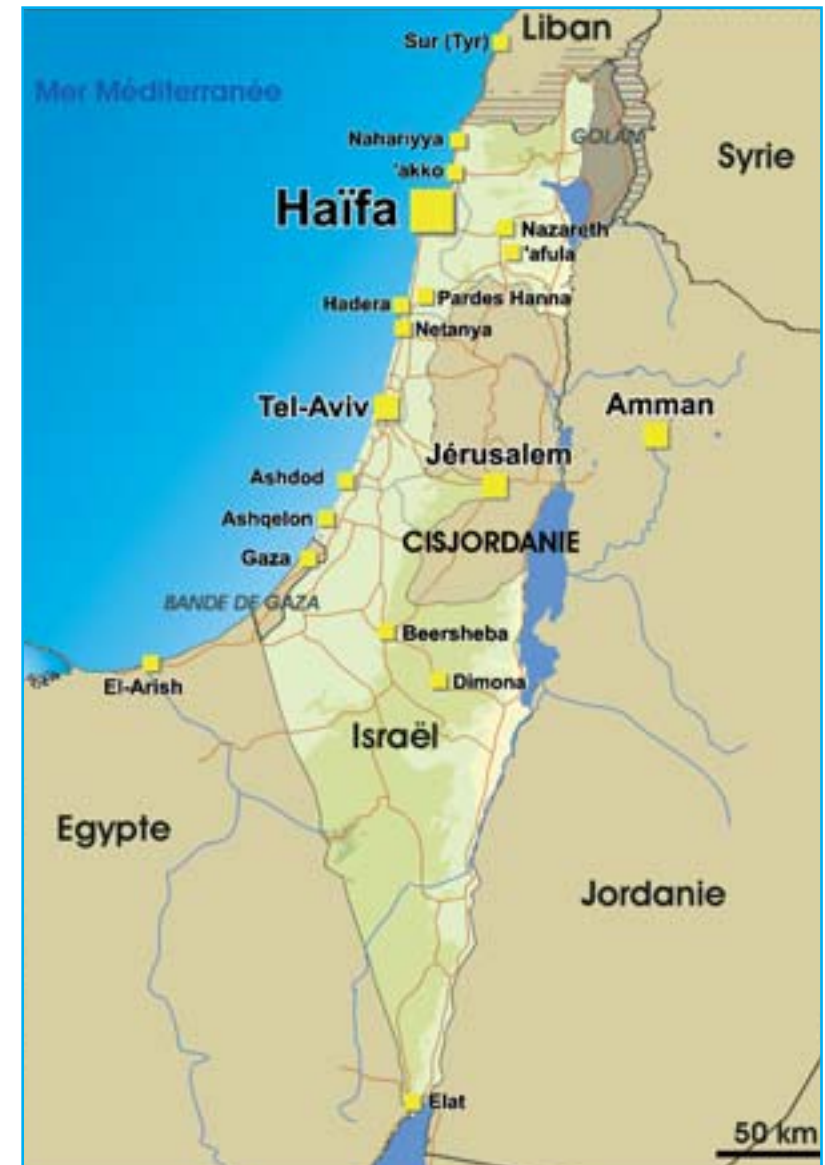 Liban
Sur (Tyr)
Mer Méditerranée
Nahariyya
GOLAN
Syrie
'akko
Haïfa
Nazareth
'afula
Pardes Hanna
Hadera
Netanya
Tel-Aviv
Amman
Jérusalem
Ashdod
Ashqelon
CISJORDANIE
Gaza
BANDE DE GAZA
Beersheba
El-Arish
Dimona
Israël
Egypte
Jordanie
Elat
50 km